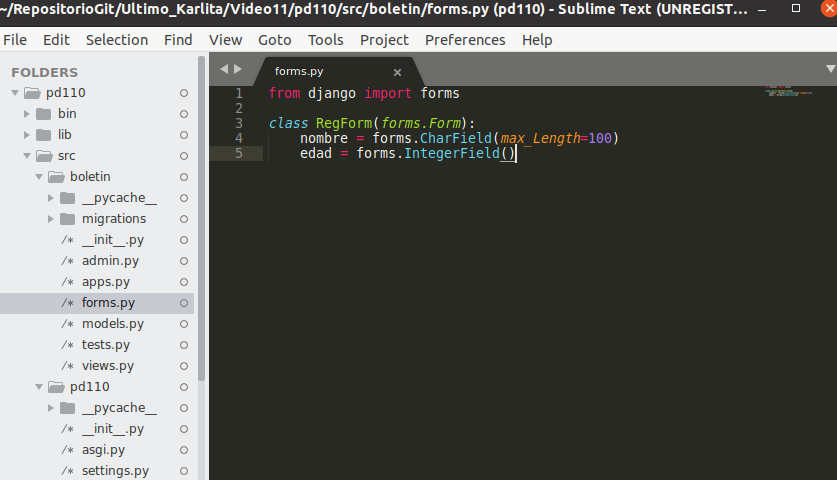 ~/RepositorioGit/Ultimo_Karlita/Video11/pd110/src/boletin/forms.py (pd110) - Sublime Text (UNREGIST...
File Edit Selection Find View Goto Tools Project Preferences Help
FOLDERS
pd110
bin
lib
src
boletin
__pycache__
migrations
/* __init__.py
/* admin.py
/* apps.py
/* forms.py
/* models.py
/* tests.py
/* views.py
pd110
__pycache__
/* __init__.py
/* asgi.py
/* settings.py
forms.py ×
1 from django import forms
2
3 class RegForm(forms.Form):
4 nombre = forms.CharField(max_Length=100)
5 edad = forms.IntegerField()